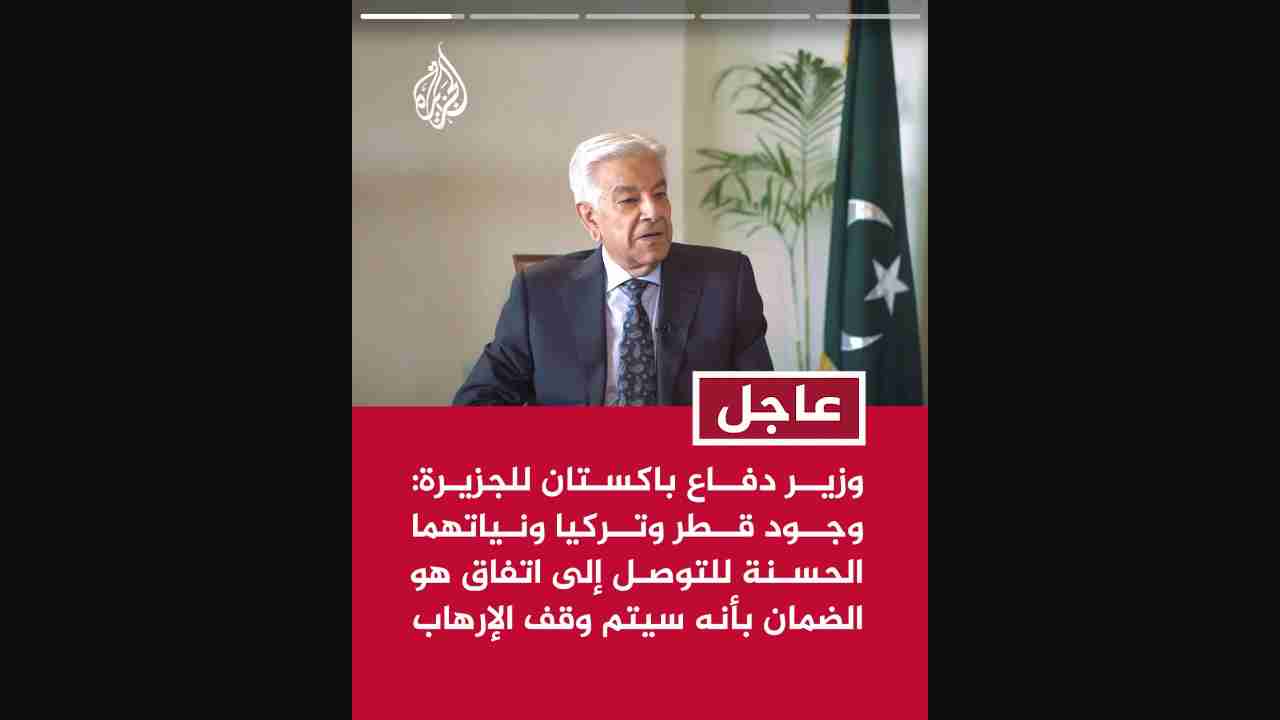 الجزيرة
عاجل
وزير دفاع باكستان للجزيرة:
وجود قطر وتركيا ونياتهما
الحسنة للتوصل إلى اتفاق هو
الضمان بأنه سيتم وقف الإرهاب